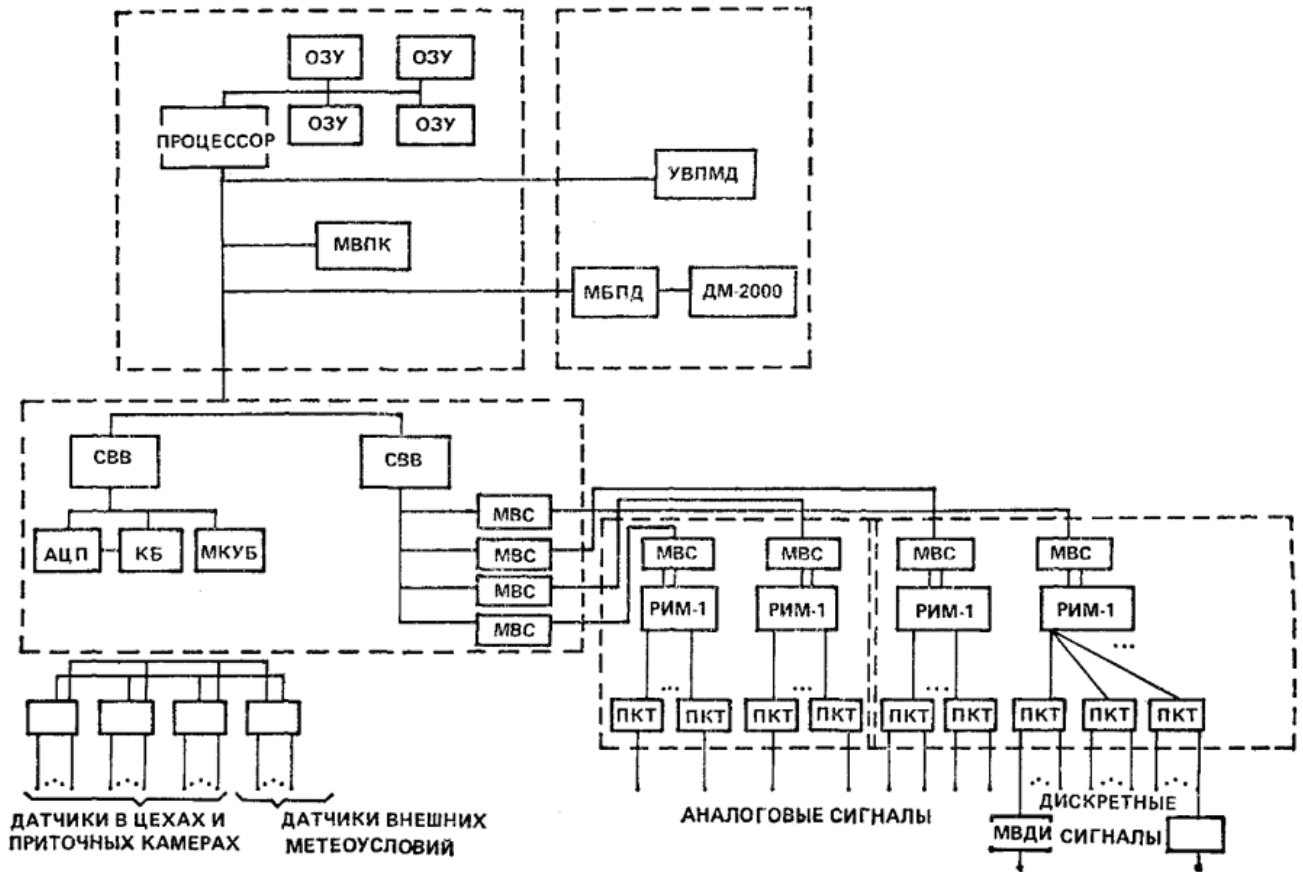 ОЗУ ОЗУ
ПРОЦЕССОР ОЗУ ОЗУ
УВПМД
МВПК
МБПД ДМ-2000
СВВ СВВ
МВС
АЦП КБ МКУБ МВС МВС МВС МВС МВС
МВС
МВС РИМ-1 РИМ-1 РИМ-1 РИМ-1
...
... ... ...
ПКТ ПКТ ПКТ ПКТ ПКТ ПКТ ПКТ ПКТ ПКТ
ДАТЧИКИ В ЦЕХАХ И
ПРИТОЧНЫХ КАМЕРАХ
ДАТЧИКИ ВНЕШНИХ
МЕТЕОУСЛОВИЙ
АНАЛОГОВЫЕ СИГНАЛЫ
ДИСКРЕТНЫЕ
МВДИ СИГНАЛЫ